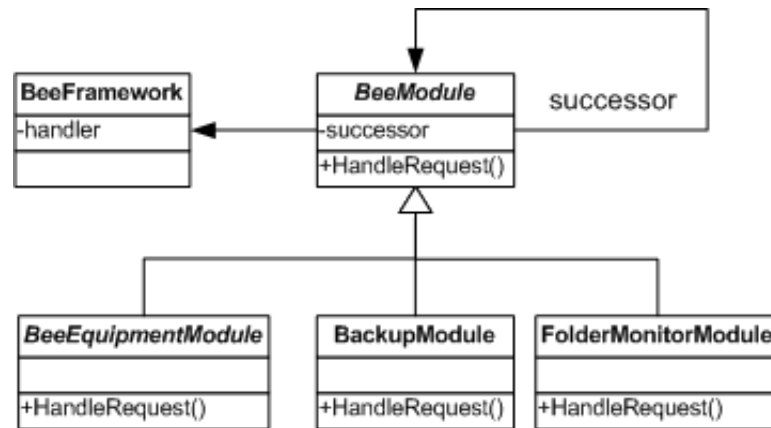 BeeFramework
-handler
BeeModule
-successor
+HandleRequest()
successor
BeeEquipmentModule
+HandleRequest()
BackupModule
+HandleRequest()
FolderMonitorModule
+HandleRequest()